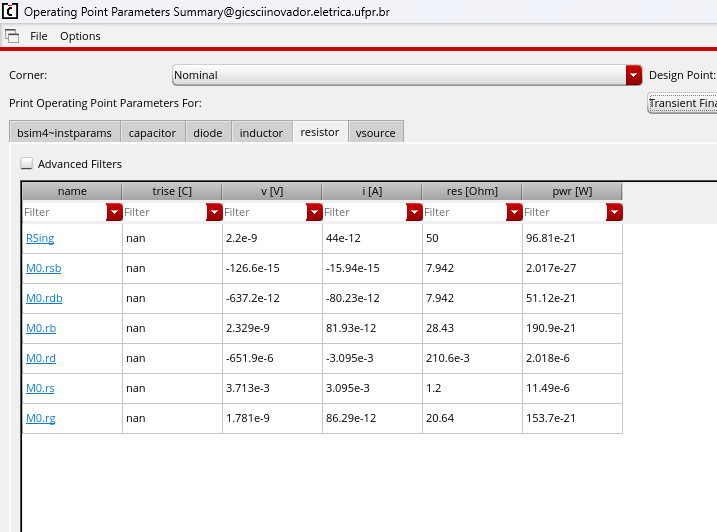 Operating Point Parameters Summary@gicsciinovador.eletrica.ufpr.br
File Options
Corner: Nominal Design Point:
Print Operating Point Parameters For: Transient Fina
bsim4~instparams capacitor diode inductor resistor vsource
Advanced Filters
name trise [C] v [V] i [A] res [Ohm] pwr [W]
Filter Filter Filter Filter Filter Filter
RSing nan 2.2e-9 44e-12 50 96.81e-21
M0.rsb nan -126.6e-15 -15.94e-15 7.942 2.017e-27
M0.rdb nan -637.2e-12 -80.23e-12 7.942 51.12e-21
M0.rb nan 2.329e-9 81.93e-12 28.43 190.9e-21
M0.rd nan -651.9e-6 -3.095e-3 210.6e-3 2.018e-6
M0.rs nan 3.713e-3 3.095e-3 1.2 11.49e-6
M0.rg nan 1.781e-9 86.29e-12 20.64 153.7e-21